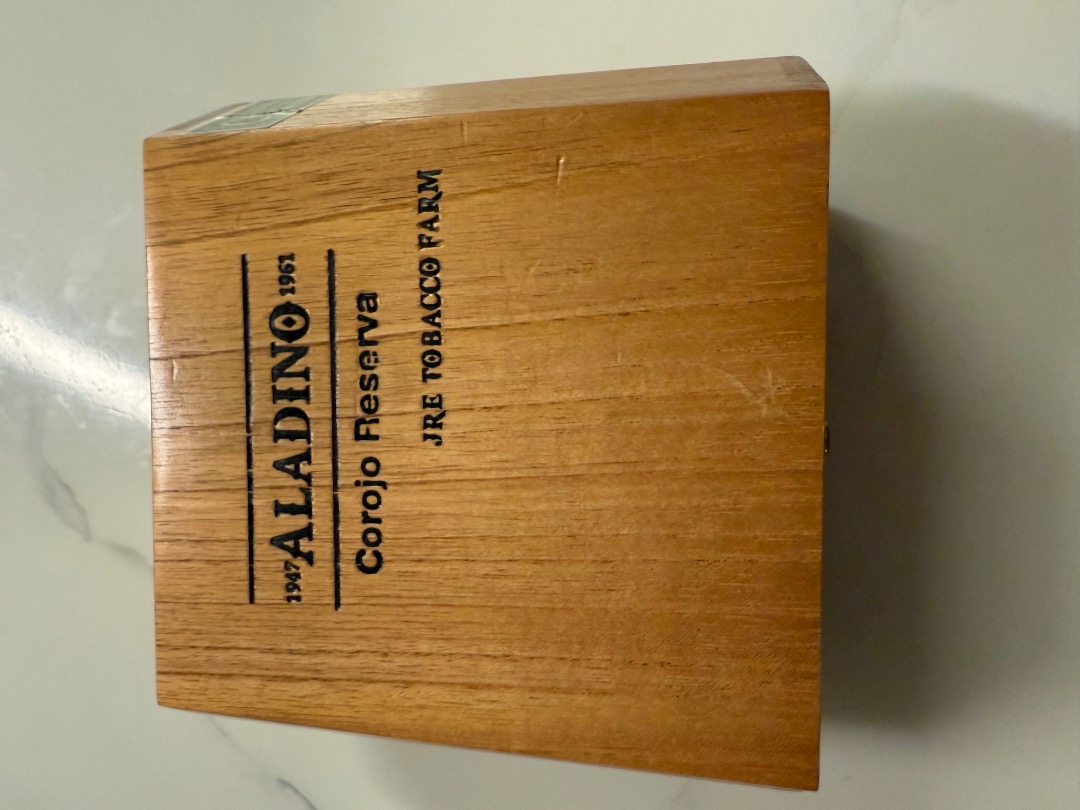 1947 ALADINO 1961
Corojo Reserva
JRE TOBACCO FARM